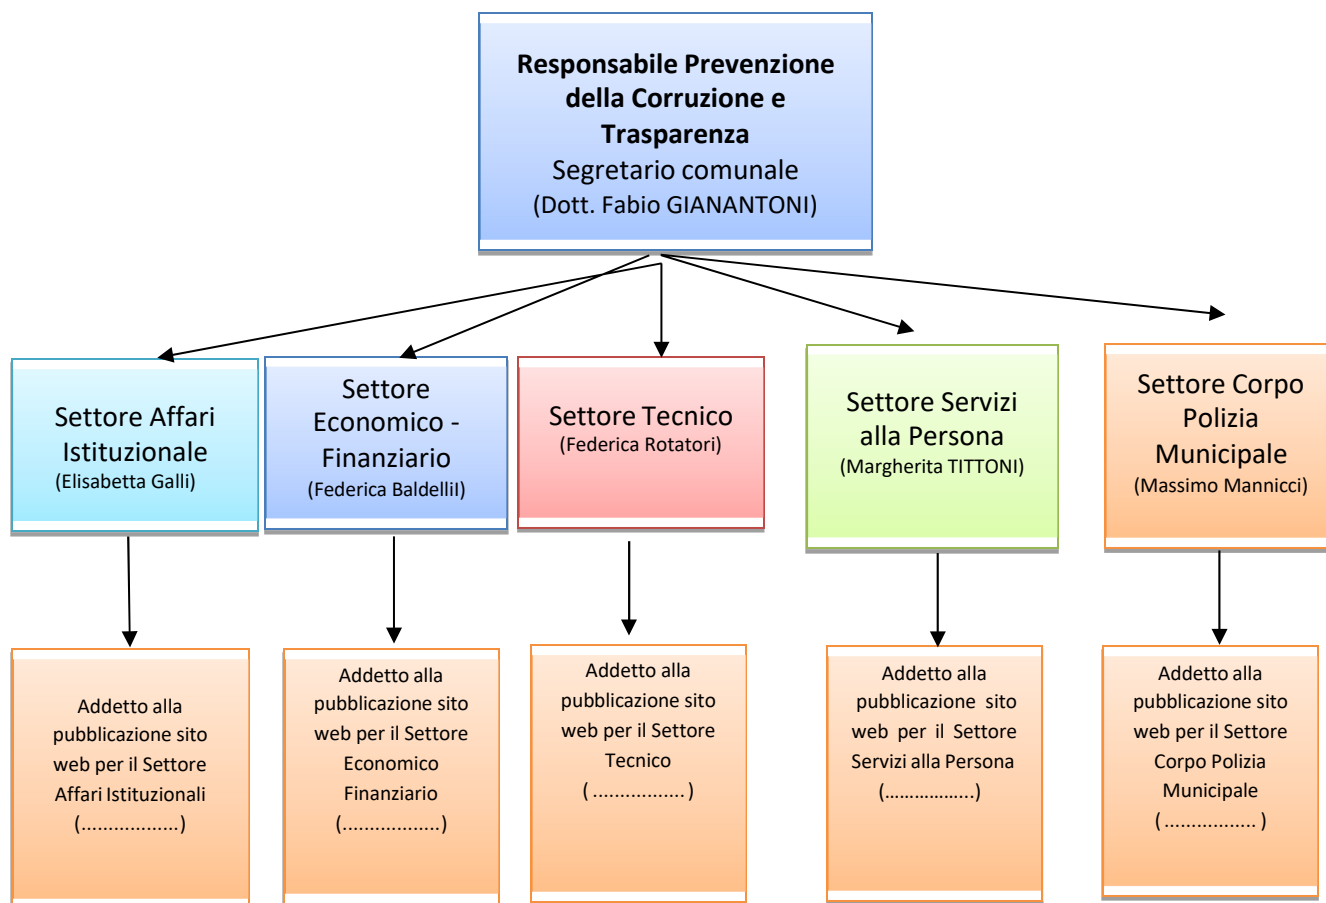 Responsabile Prevenzione
della Corruzione e
Trasparenza
Segretario comunale
(Dott. Fabio GIANANTONI)
Settore Affari
Istituzionale
(Elisabetta Galli)
Settore
Economico -
Finanziario
(Federica BaldelliI)
Settore Tecnico
(Federica Rotatori)
Settore Servizi
alla Persona
(Margherita TITTONI)
Settore Corpo
Polizia
Municipale
(Massimo Mannicci)
Addetto alla
pubblicazione sito
web per il Settore
Affari Istituzionali
(..................)
Addetto alla
pubblicazione sito
web per il Settore
Economico
Finanziario
(..................)
Addetto alla
pubblicazione sito
web per il Settore
Tecnico
( ................. )
Addetto alla
pubblicazione sito
web per il Settore
Servizi alla Persona
(……………...)
Addetto alla
pubblicazione sito
web per il Settore
Corpo Polizia
Municipale
( ................. )